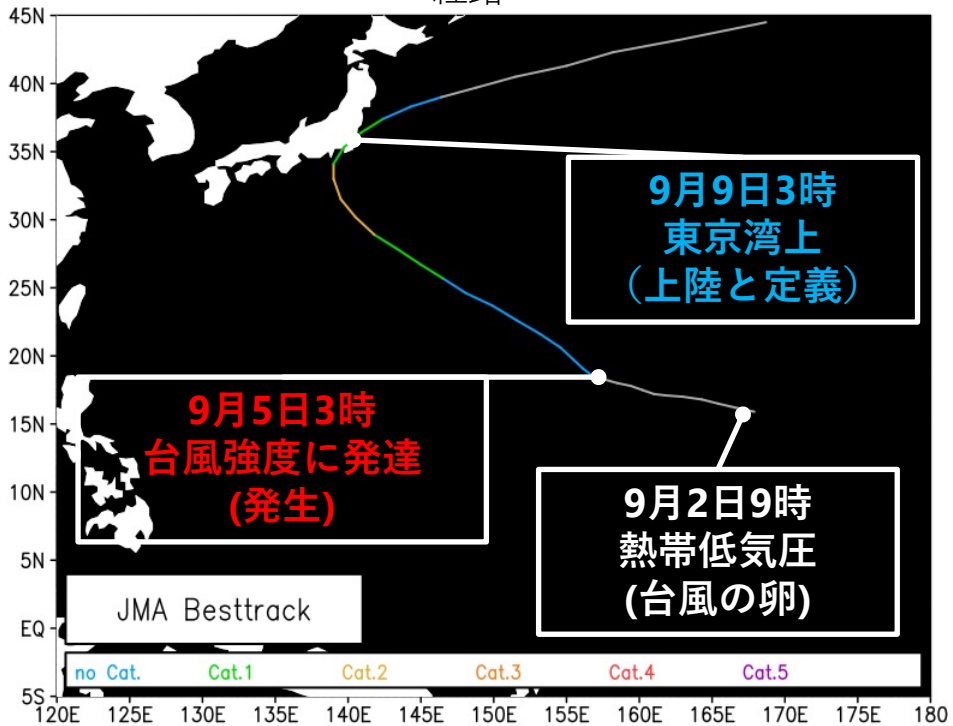 45N
40N
35N
30N
25N
20N
15N
10N
5N
EQ
5S
9月9日3時
東京湾上
（上陸と定義）
9月5日3時
台風強度に発達
(発生)
9月2日9時
熱帯低気圧
(台風の卵)
JMA Besttrack
no Cat. Cat.1 Cat.2 Cat.3 Cat.4 Cat.5
120E 125E 130E 135E 140E 145E 150E 155E 160E 165E 170E 175E 180